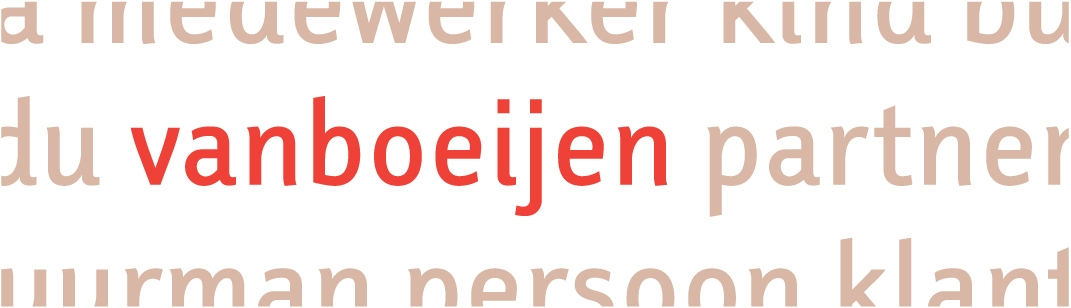 a medewerker kind bu
du vanboeijen partner
uurman persoon klant